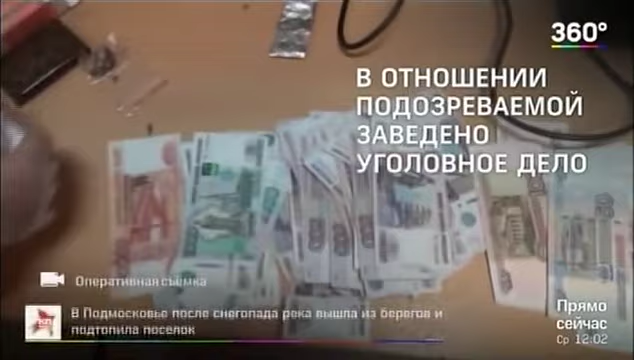 360°
В ОТНОШЕНИИ
ПОДОЗРЕВАЕМОЙ
ЗАВЕДЕНО
УГОЛОВНОЕ ДЕЛО
Оперативная съёмка
В Подмосковье после снегопада река вышла из берегов и
подтопила поселок
Прямо
сейчас
Ср 12:02